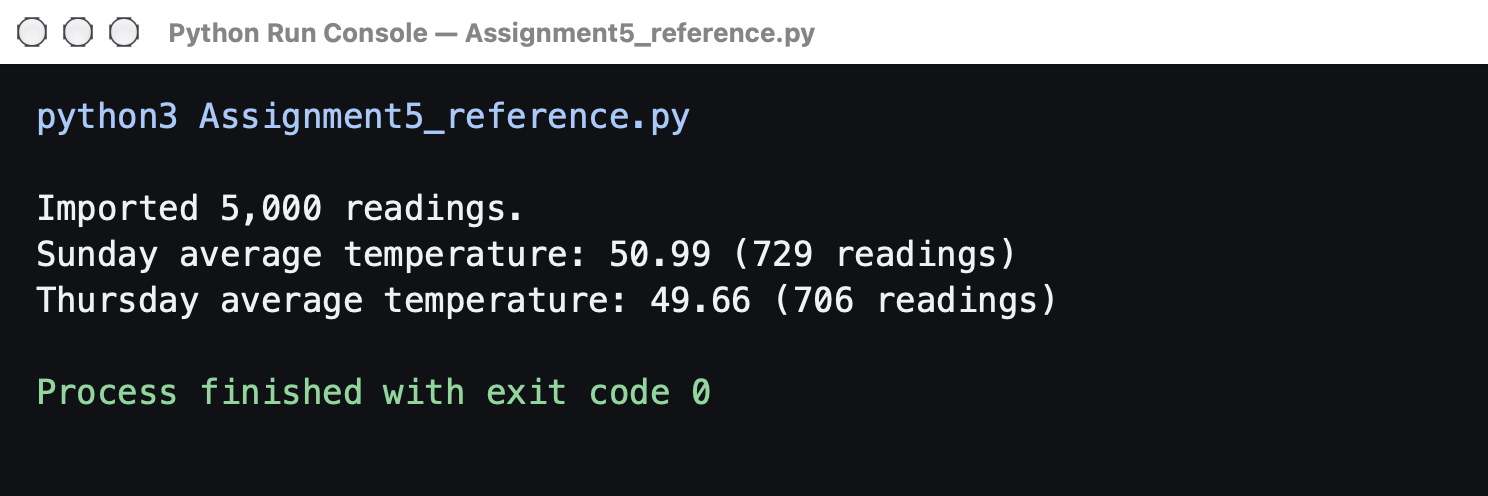 Python Run Console — Assignment5_reference.py
python3 Assignment5_reference.py
Imported 5,000 readings.
Sunday average temperature: 50.99 (729 readings)
Thursday average temperature: 49.66 (706 readings)
Process finished with exit code 0